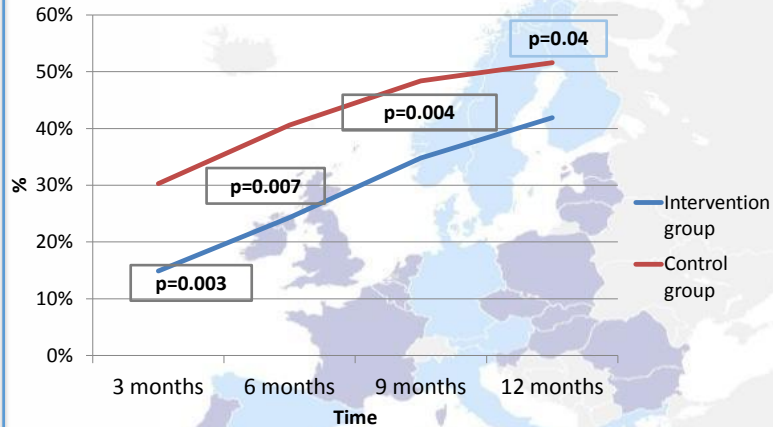 60%
p=0.04
50%
p=0.004
40%
%
30%
p=0.007
Intervention
group
20%
Control
group
p=0.003
10%
0%
3 months 6 months 9 months 12 months
Time